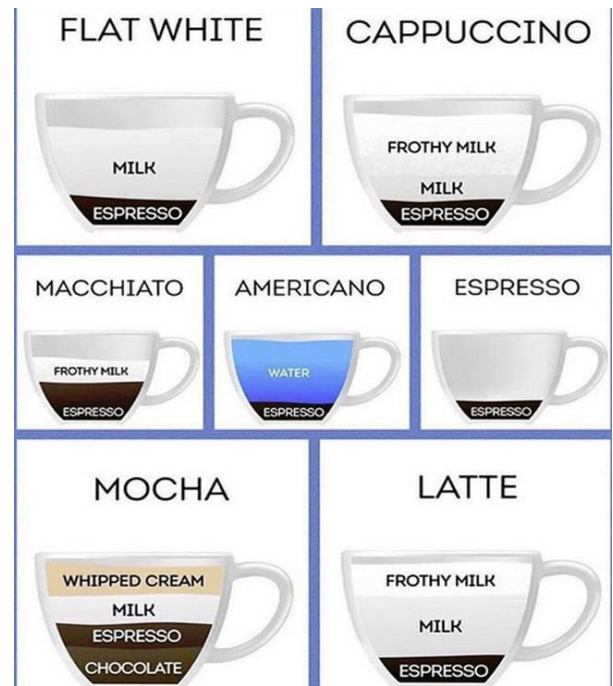 FLAT WHITE
MILK
ESPRESSO
CAPPUCCINO
FROTHY MILK
MILK
ESPRESSO
MACCHIATO
FROTHY MILK
ESPRESSO
AMERICANO
WATER
ESPRESSO
ESPRESSO
ESPRESSO
MOCHA
WHIPPED CREAM
MILK
ESPRESSO
CHOCOLATE
LATTE
FROTHY MILK
MILK
ESPRESSO